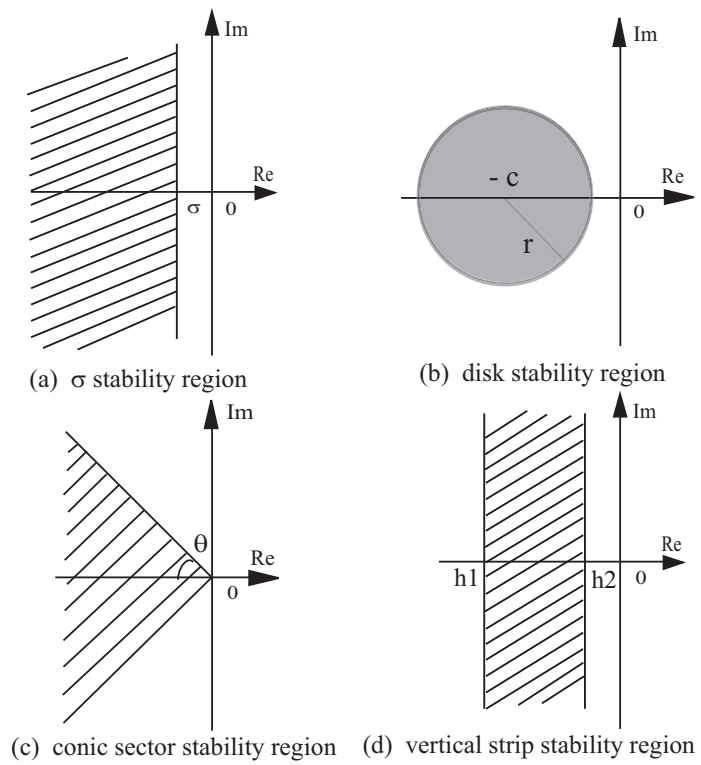 Im
Re
σ
0
(a) σ stability region
Im
Re
- c
0
r
(b) disk stability region
Im
θ
Re
0
(c) conic sector stability region
Im
Re
h1
h2
0
(d) vertical strip stability region